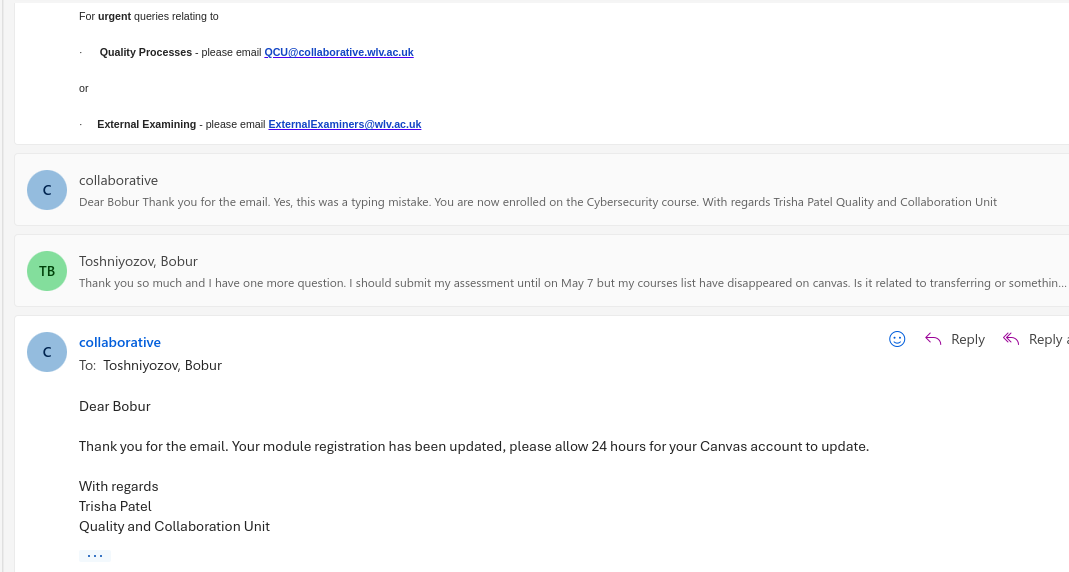 For urgent queries relating to
· Quality Processes - please email QCU@collaborative.wlv.ac.uk
or
· External Examining - please email ExternalExaminers@wlv.ac.uk
C
collaborative
Dear Bobur Thank you for the email. Yes, this was a typing mistake. You are now enrolled on the Cybersecurity course. With regards Trisha Patel Quality and Collaboration Unit
TB
Toshniyozov, Bobur
Thank you so much and I have one more question. I should submit my assessment until on May 7 but my courses list have disappeared on canvas. Is it related to transferring or somethin...
C
collaborative
Reply
Reply a
To: Toshniyozov, Bobur
Dear Bobur
Thank you for the email. Your module registration has been updated, please allow 24 hours for your Canvas account to update.
With regards
Trisha Patel
Quality and Collaboration Unit
...